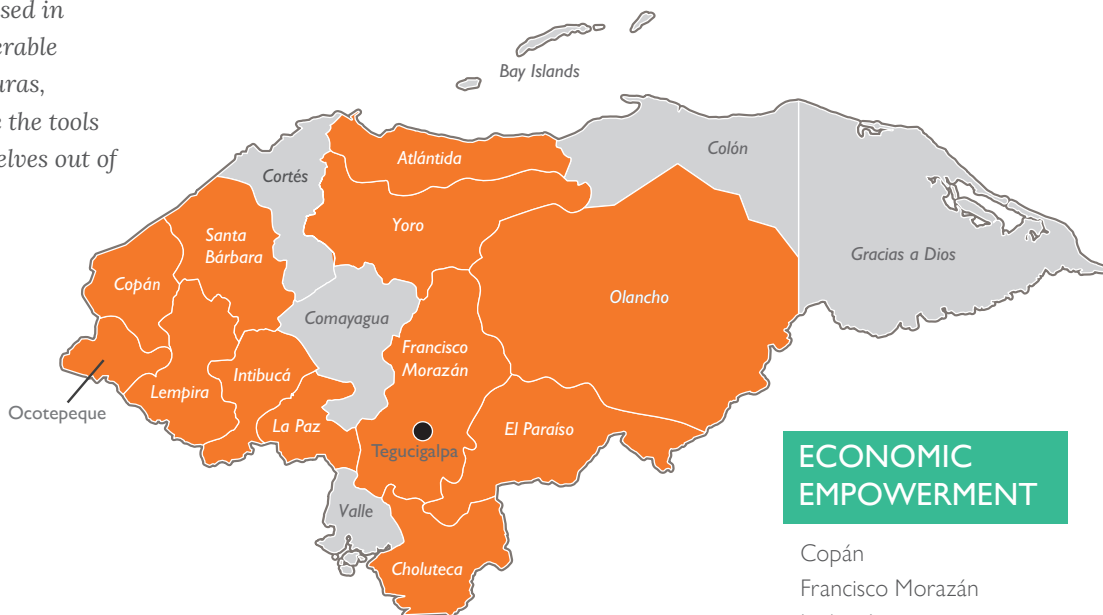 sed in
erable
uras,
the tools
elves out of
Bay Islands
Colón
Atlántida
Cortés
Yoro
Santa
Bárbara
Gracias a Dios
Copán
Olancho
Comayagua
Francisco
Morazán
Intibucá
Lempira
Ocotepeque
La Paz
El Paraíso
Tegucigalpa
Valle
Choluteca
ECONOMIC
EMPOWERMENT
Copán
Francisco Morazán